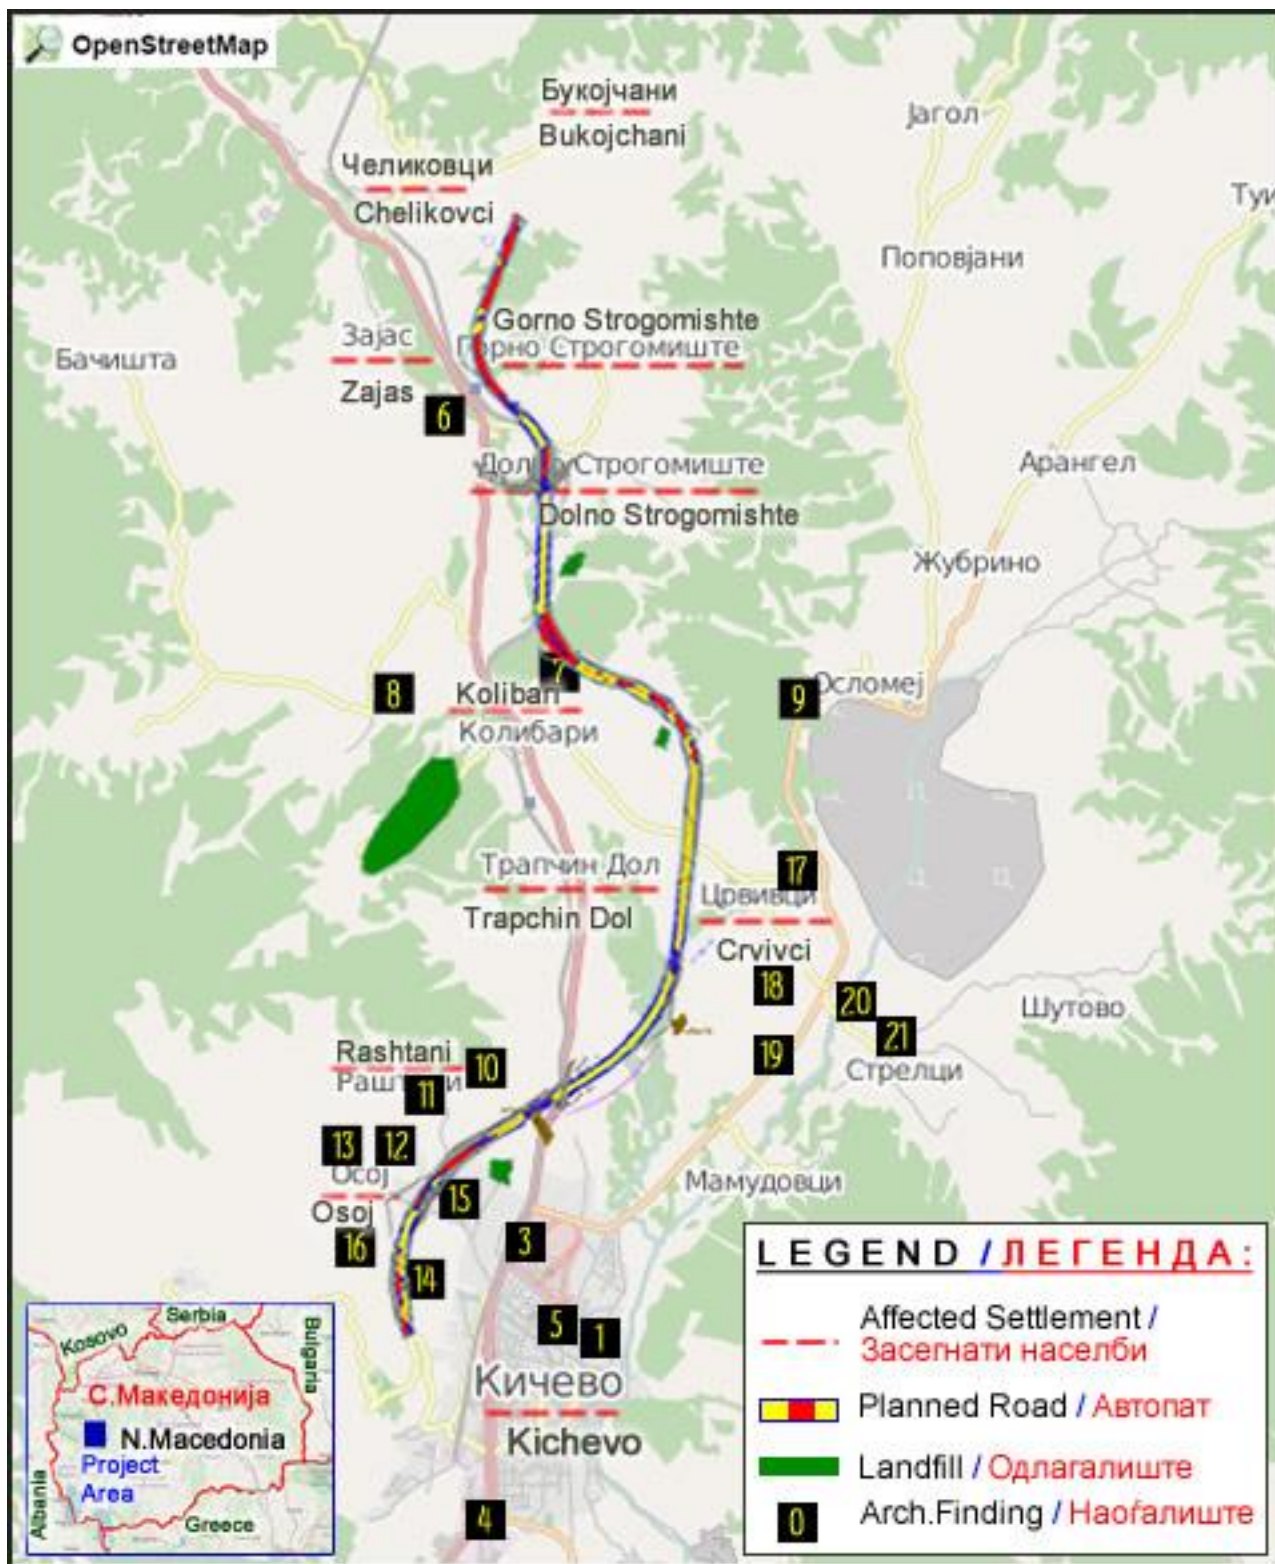 OpenStreetMap
Букојчани
Bukojchani
Јагол
Челиковци
Chelikovci
Поповјани
Gorno Strogomishte
Горно Строгомиште
Зајас
Zajas
Бачишта
6
Строгомиште
Dolno Strogomishte
Арангел
Жубрино
7
8
9
Осломеј
Kolibari
Колибари
Трапчин Дол
Trapchin Dol
17
Црвивци
Crvivci
18
20
21
19
Шутово
Стрелци
Rashtani
10
11
13
12
Осој
Osoj
15
16
14
3
Мамудовци
5
1
Кичево
Kichevo
4
LEGEND / ЛЕГЕНДА:
Affected Settlement /
Засегнати населби
Planned Road / Автопат
Landfill / Одлагалиште
0
Arch.Finding / Наоѓалиште
Serbia
Kosovo
Bulgaria
С.Македонија
N.Macedonia
Project
Area
Albania
Greece